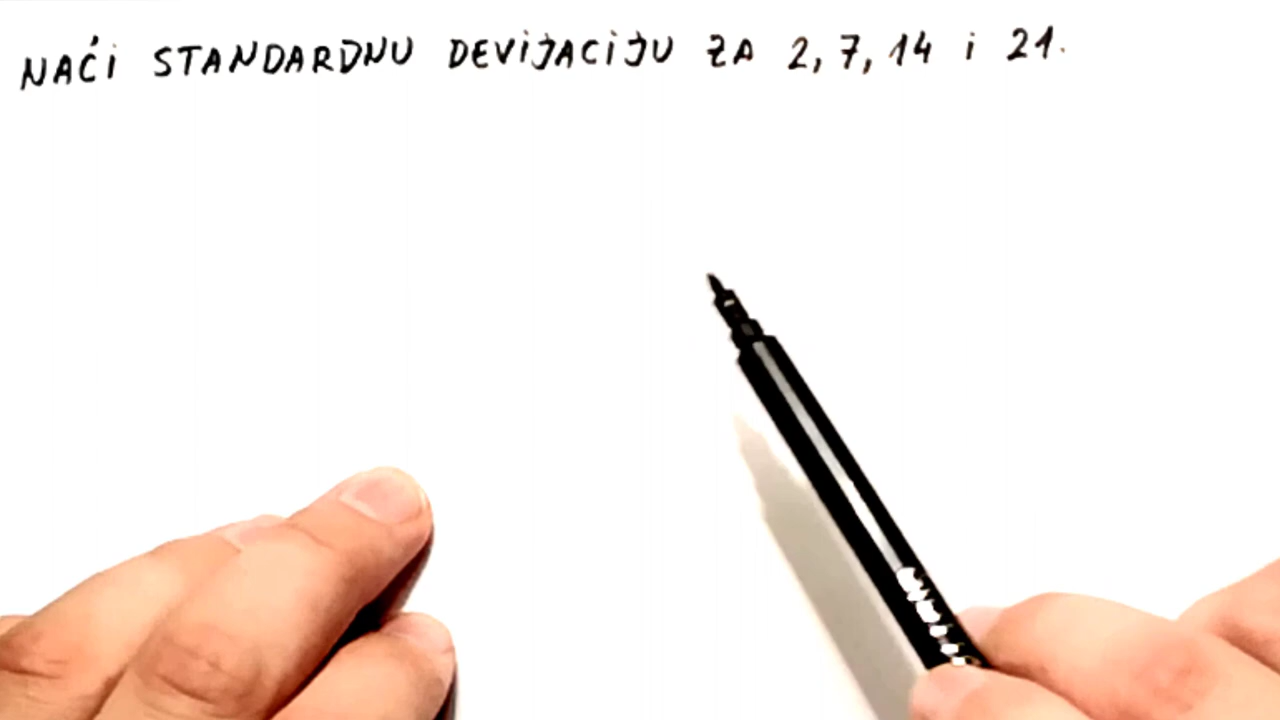 NAĆi STANDARDNU DEViJACiJU ZA 2, 7, 14 i 21.